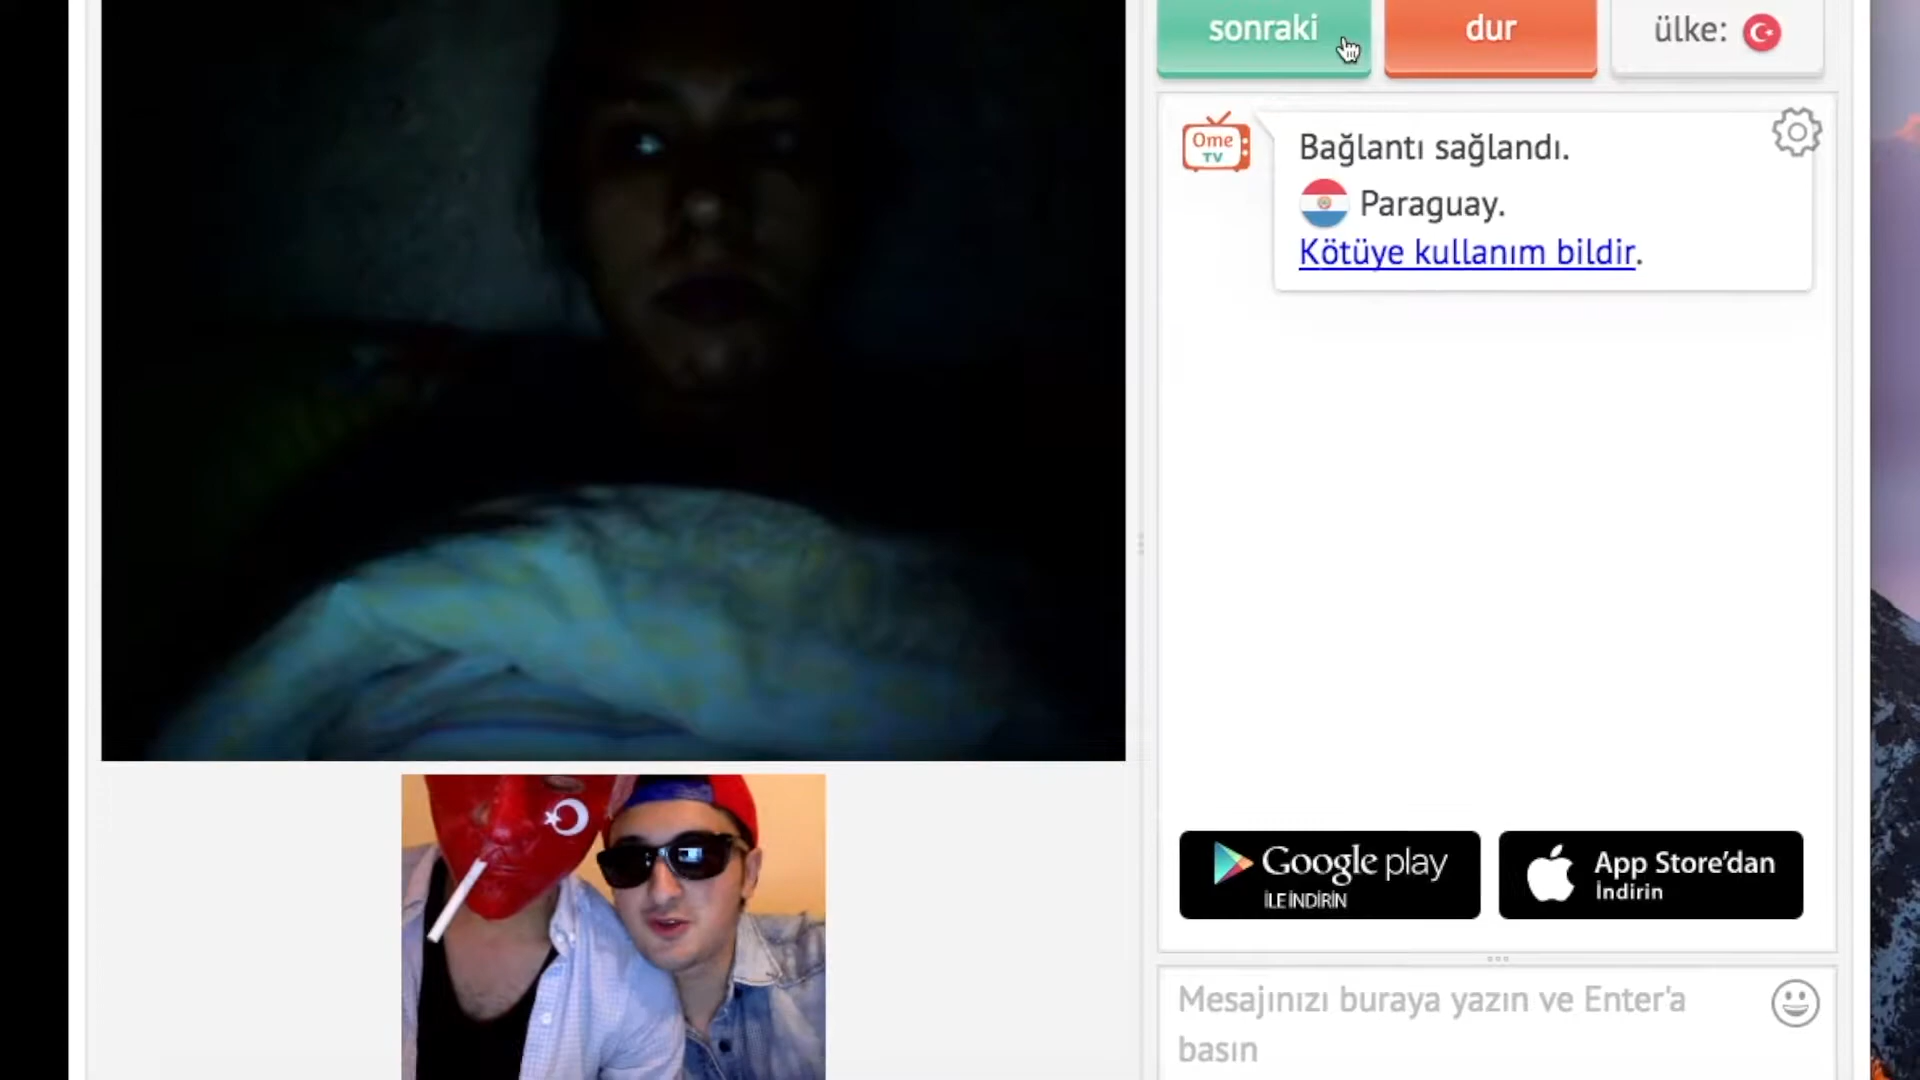 sonraki
dur
ülke:
Ome
TV
Bağlantı sağlandı.
Paraguay.
Kötüye kullanım bildir.
Google play
İLE İNDİRİN
App Store’dan
İndirin
Mesajınızı buraya yazın ve Enter'a
basın